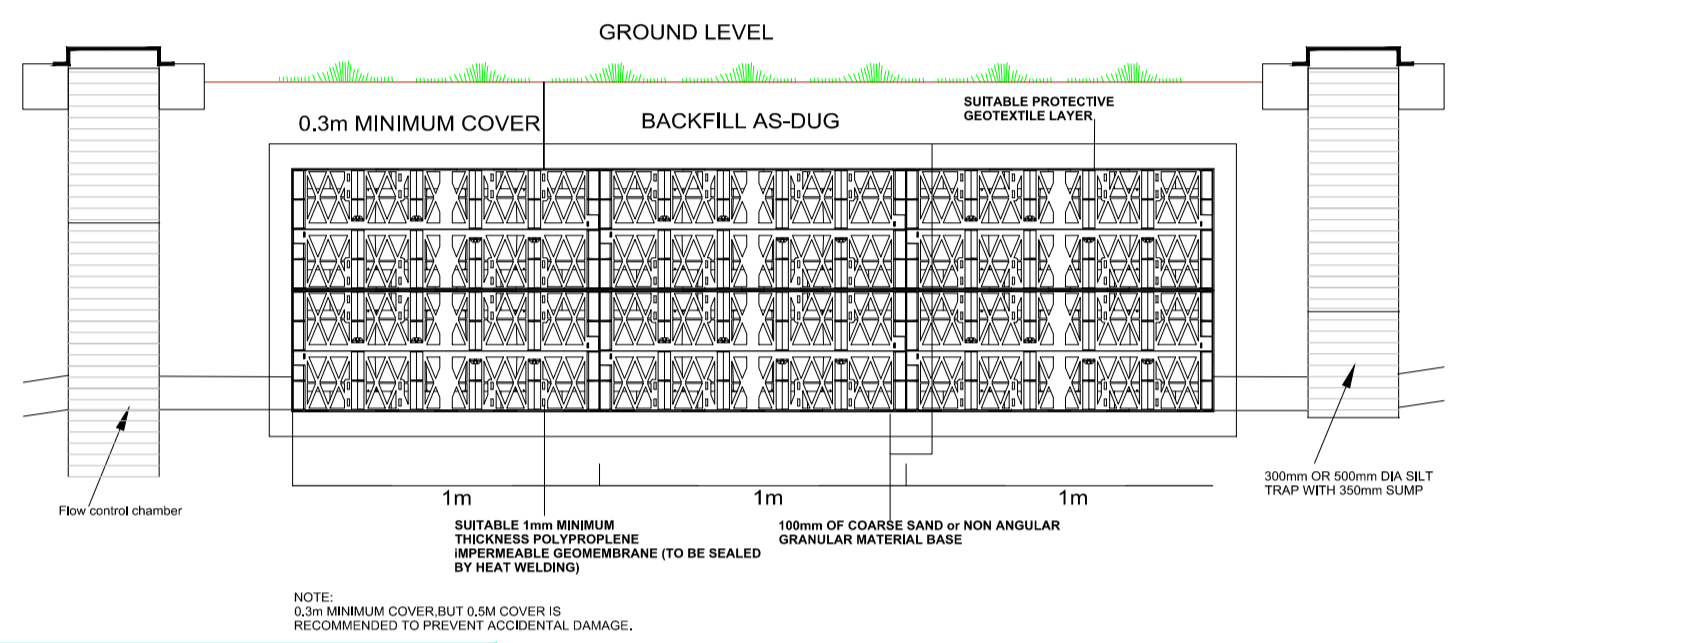 GROUND LEVEL
SUITABLE PROTECTIVE
GEOTEXTILE LAYER
0.3m MINIMUM COVER
BACKFILL AS-DUG
1m
1m
1m
300mm OR 500mm DIA SILT
TRAP WITH 350mm SUMP
Flow control chamber
SUITABLE 1mm MINIMUM
THICKNESS POLYPROPLENE
iMPERMEABLE GEOMEMBRANE (TO BE SEALED
BY HEAT WELDING)
100mm OF COARSE SAND or NON ANGULAR
GRANULAR MATERIAL BASE
NOTE:
0.3m MINIMUM COVER,BUT 0.5M COVER IS
RECOMMENDED TO PREVENT ACCIDENTAL DAMAGE.